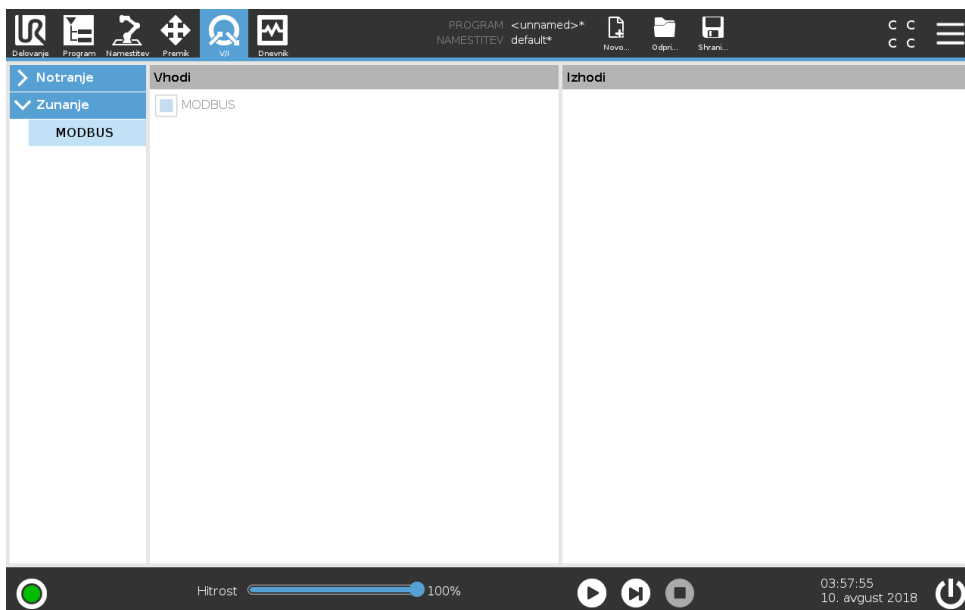 UR
PROGRAM <unnamed>*
NAMESTITEV default*
C C
C C
Delovanje Program Namestitev Premik V/I Dnevnik Novo... Odpri... Shrani...
Notranje
Zunanje
MODBUS
Vhodi
MODBUS
Izhodi
Hitrost 100%
03:57:55
10. avgust 2018